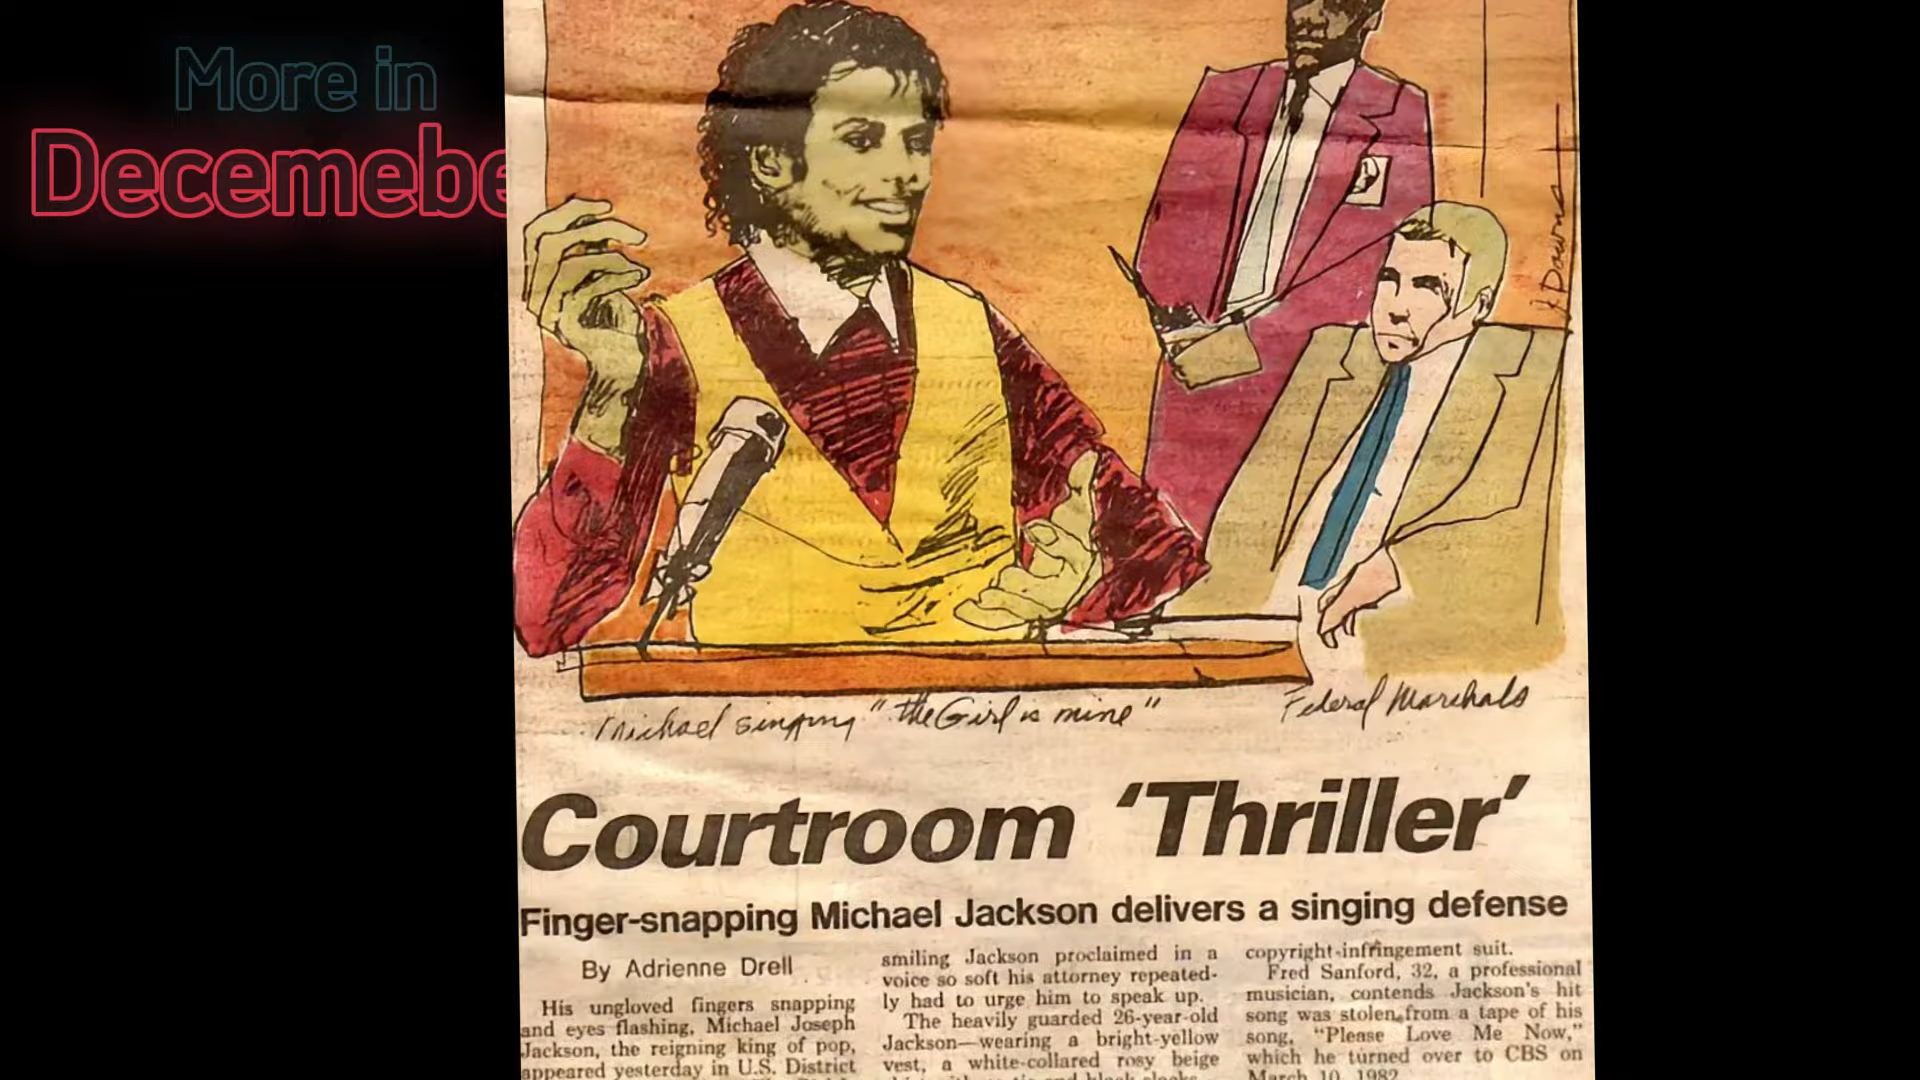 More in
Decemebe
J Downs
Michael singing "the Girl is mine"
Federal Marshals
Courtroom 'Thriller'
Finger-snapping Michael Jackson delivers a singing defense
By Adrienne Drell
His ungloved fingers snapping
and eyes flashing, Michael Joseph
Jackson, the reigning king of pop,
appeared yesterday in U.S. District
smiling Jackson proclaimed in a
voice so soft his attorney repeated-
ly had to urge him to speak up.
The heavily guarded 26-year-old
Jackson—wearing a bright-yellow
vest, a white-collared rosy beige
copyright-infringement suit.
Fred Sanford, 32, a professional
musician, contends Jackson's hit
song was stolen from a tape of his
song, "Please Love Me Now,"
which he turned over to CBS on
March 10, 1982